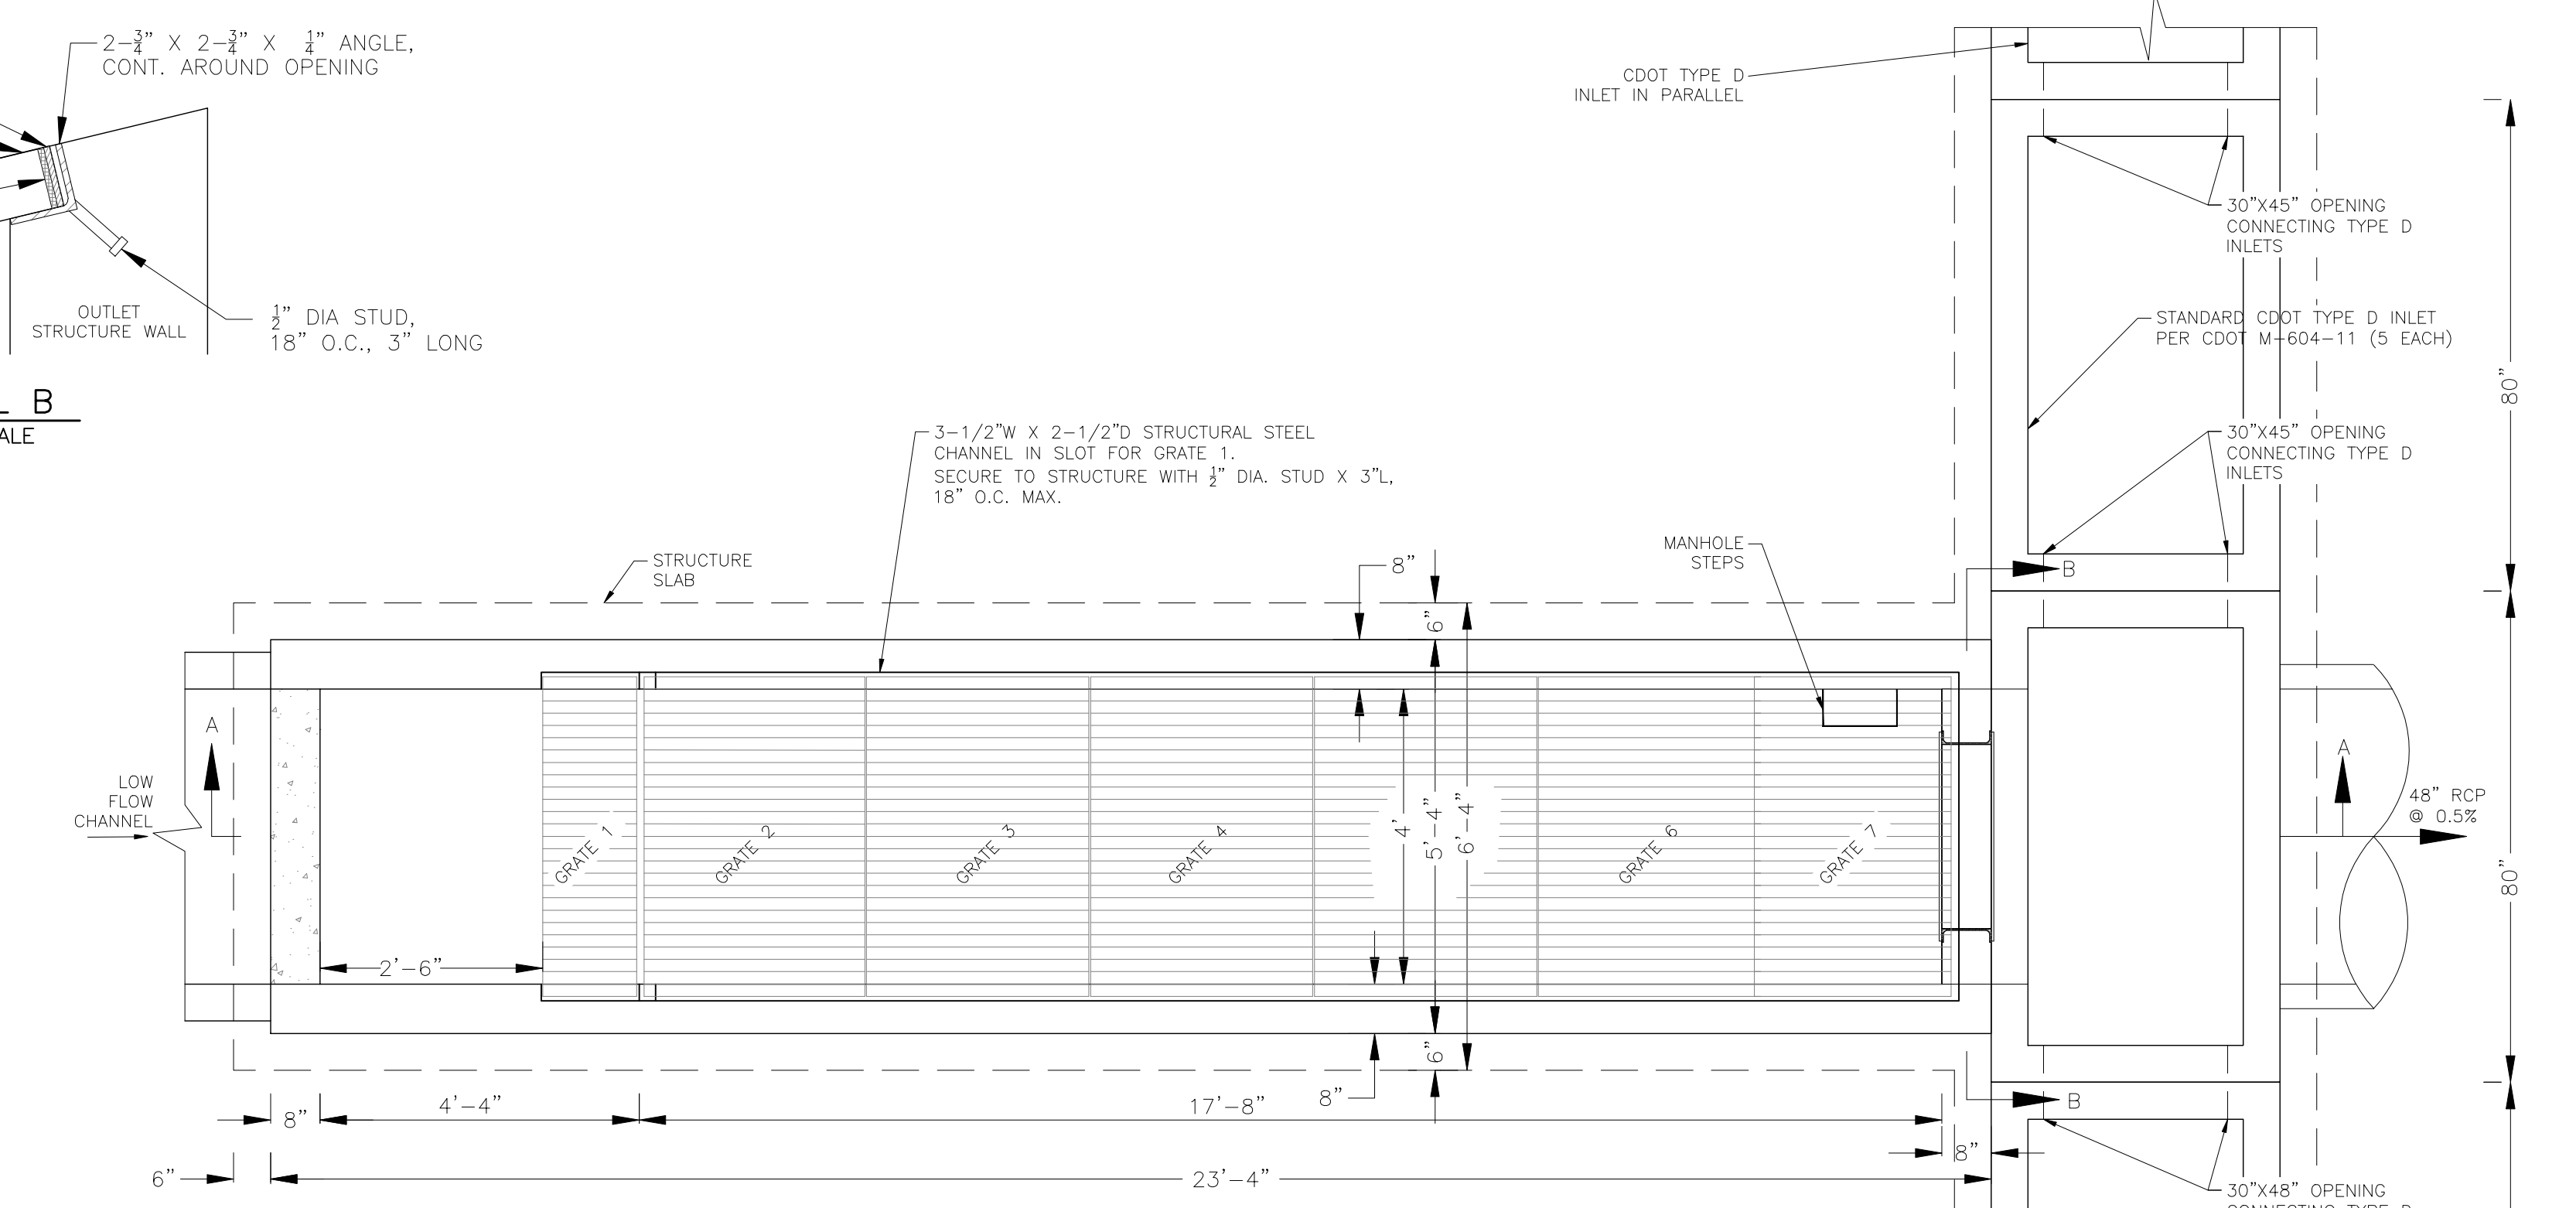 2-3/4" X 2-3/4" X 1/4" ANGLE,
CONT. AROUND OPENING
OUTLET
STRUCTURE WALL
1/2" DIA STUD,
18" O.C., 3" LONG
B
CDOT TYPE D
INLET IN PARALLEL
30"X45" OPENING
CONNECTING TYPE D
INLETS
STANDARD CDOT TYPE D INLET
PER CDOT M-604-11 (5 EACH)
80"
30"X45" OPENING
CONNECTING TYPE D
INLETS
3-1/2"W X 2-1/2"D STRUCTURAL STEEL
CHANNEL IN SLOT FOR GRATE 1.
SECURE TO STRUCTURE WITH 1/2" DIA. STUD X 3"L,
18" O.C. MAX.
STRUCTURE
SLAB
MANHOLE
STEPS
8"
B
6"
A
A
LOW
FLOW
CHANNEL
48" RCP
@ 0.5%
GRATE 1
GRATE 2
GRATE 3
GRATE 4
4'
5'-4"
6'-4"
GRATE 6
GRATE 7
80"
2'-6"
6"
8"
4'-4"
17'-8"
8"
B
8"
6"
23'-4"
30"X48" OPENING
CONNECTING TYPE D